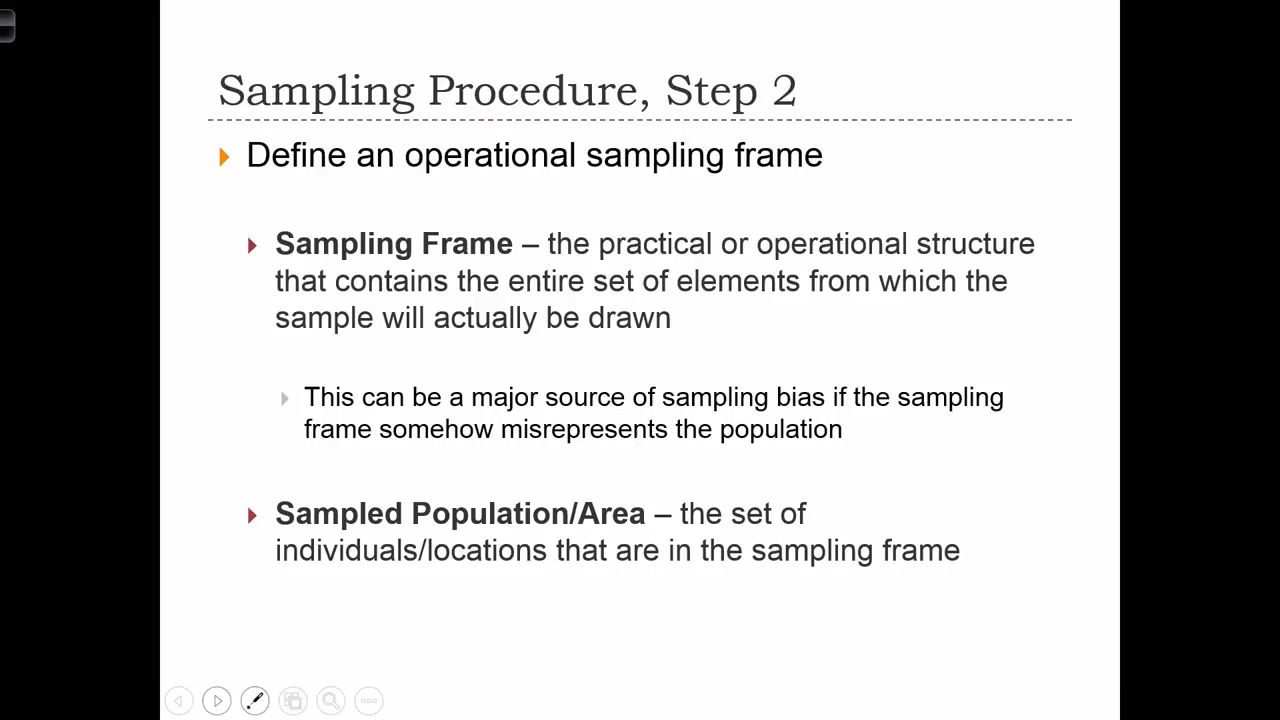 Sampling Procedure, Step 2
Define an operational sampling frame
Sampling Frame – the practical or operational structure
that contains the entire set of elements from which the
sample will actually be drawn
This can be a major source of sampling bias if the sampling
frame somehow misrepresents the population
Sampled Population/Area – the set of
individuals/locations that are in the sampling frame